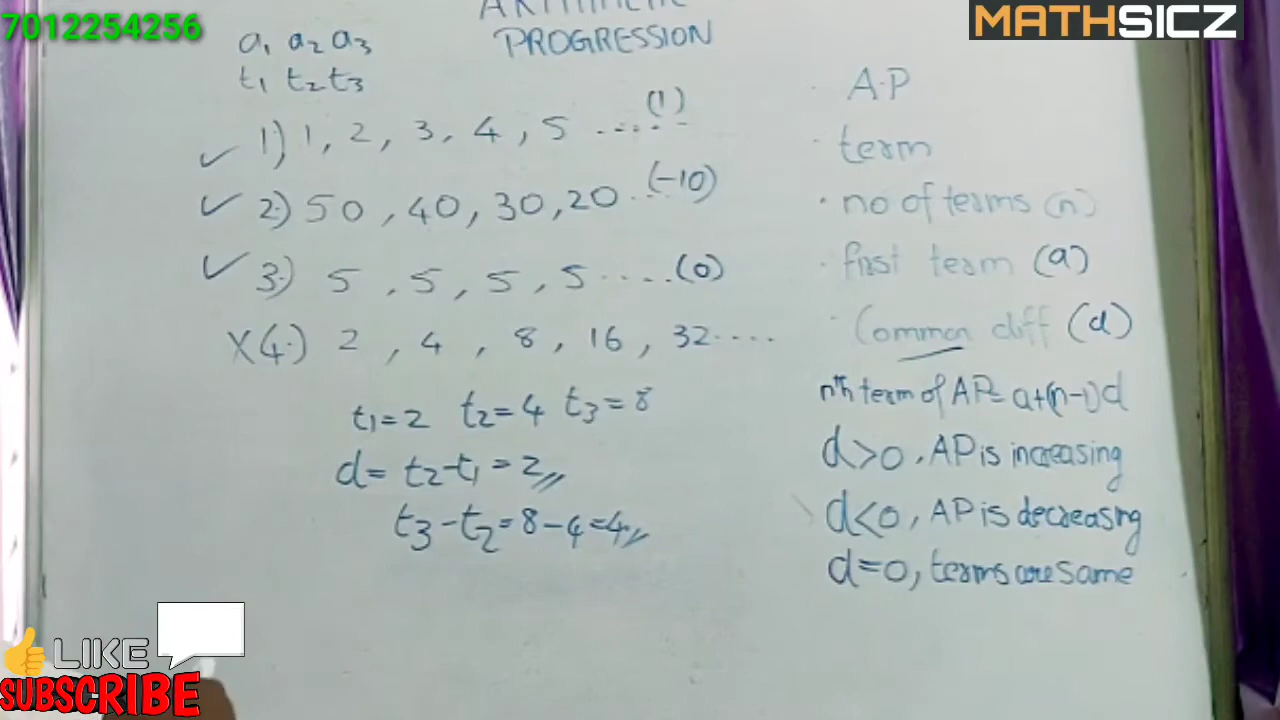 7012254256
MATHSICZ
PROGRESSION
a1 a2 a3
t1 t2 t3
1) 1, 2, 3, 4, 5 ...... (1)
✓ 2) 50, 40, 30, 20 .... (-10)
✓ 3) 5, 5, 5, 5 ..... (0)
X (4.) 2, 4, 8, 16, 32 ....
t1 = 2 t2 = 4 t3 = 8
d = t2 - t1 = 2//
t3 - t2 = 8 - 4 = 4//
A.P
term
no of terms (n)
first term (a)
Common diff (d)
nth term of AP = a+(n-1)d
d>0, AP is increasing
d<0, AP is decreasing
d=0, terms are same
LIKE
SUBSCRIBE